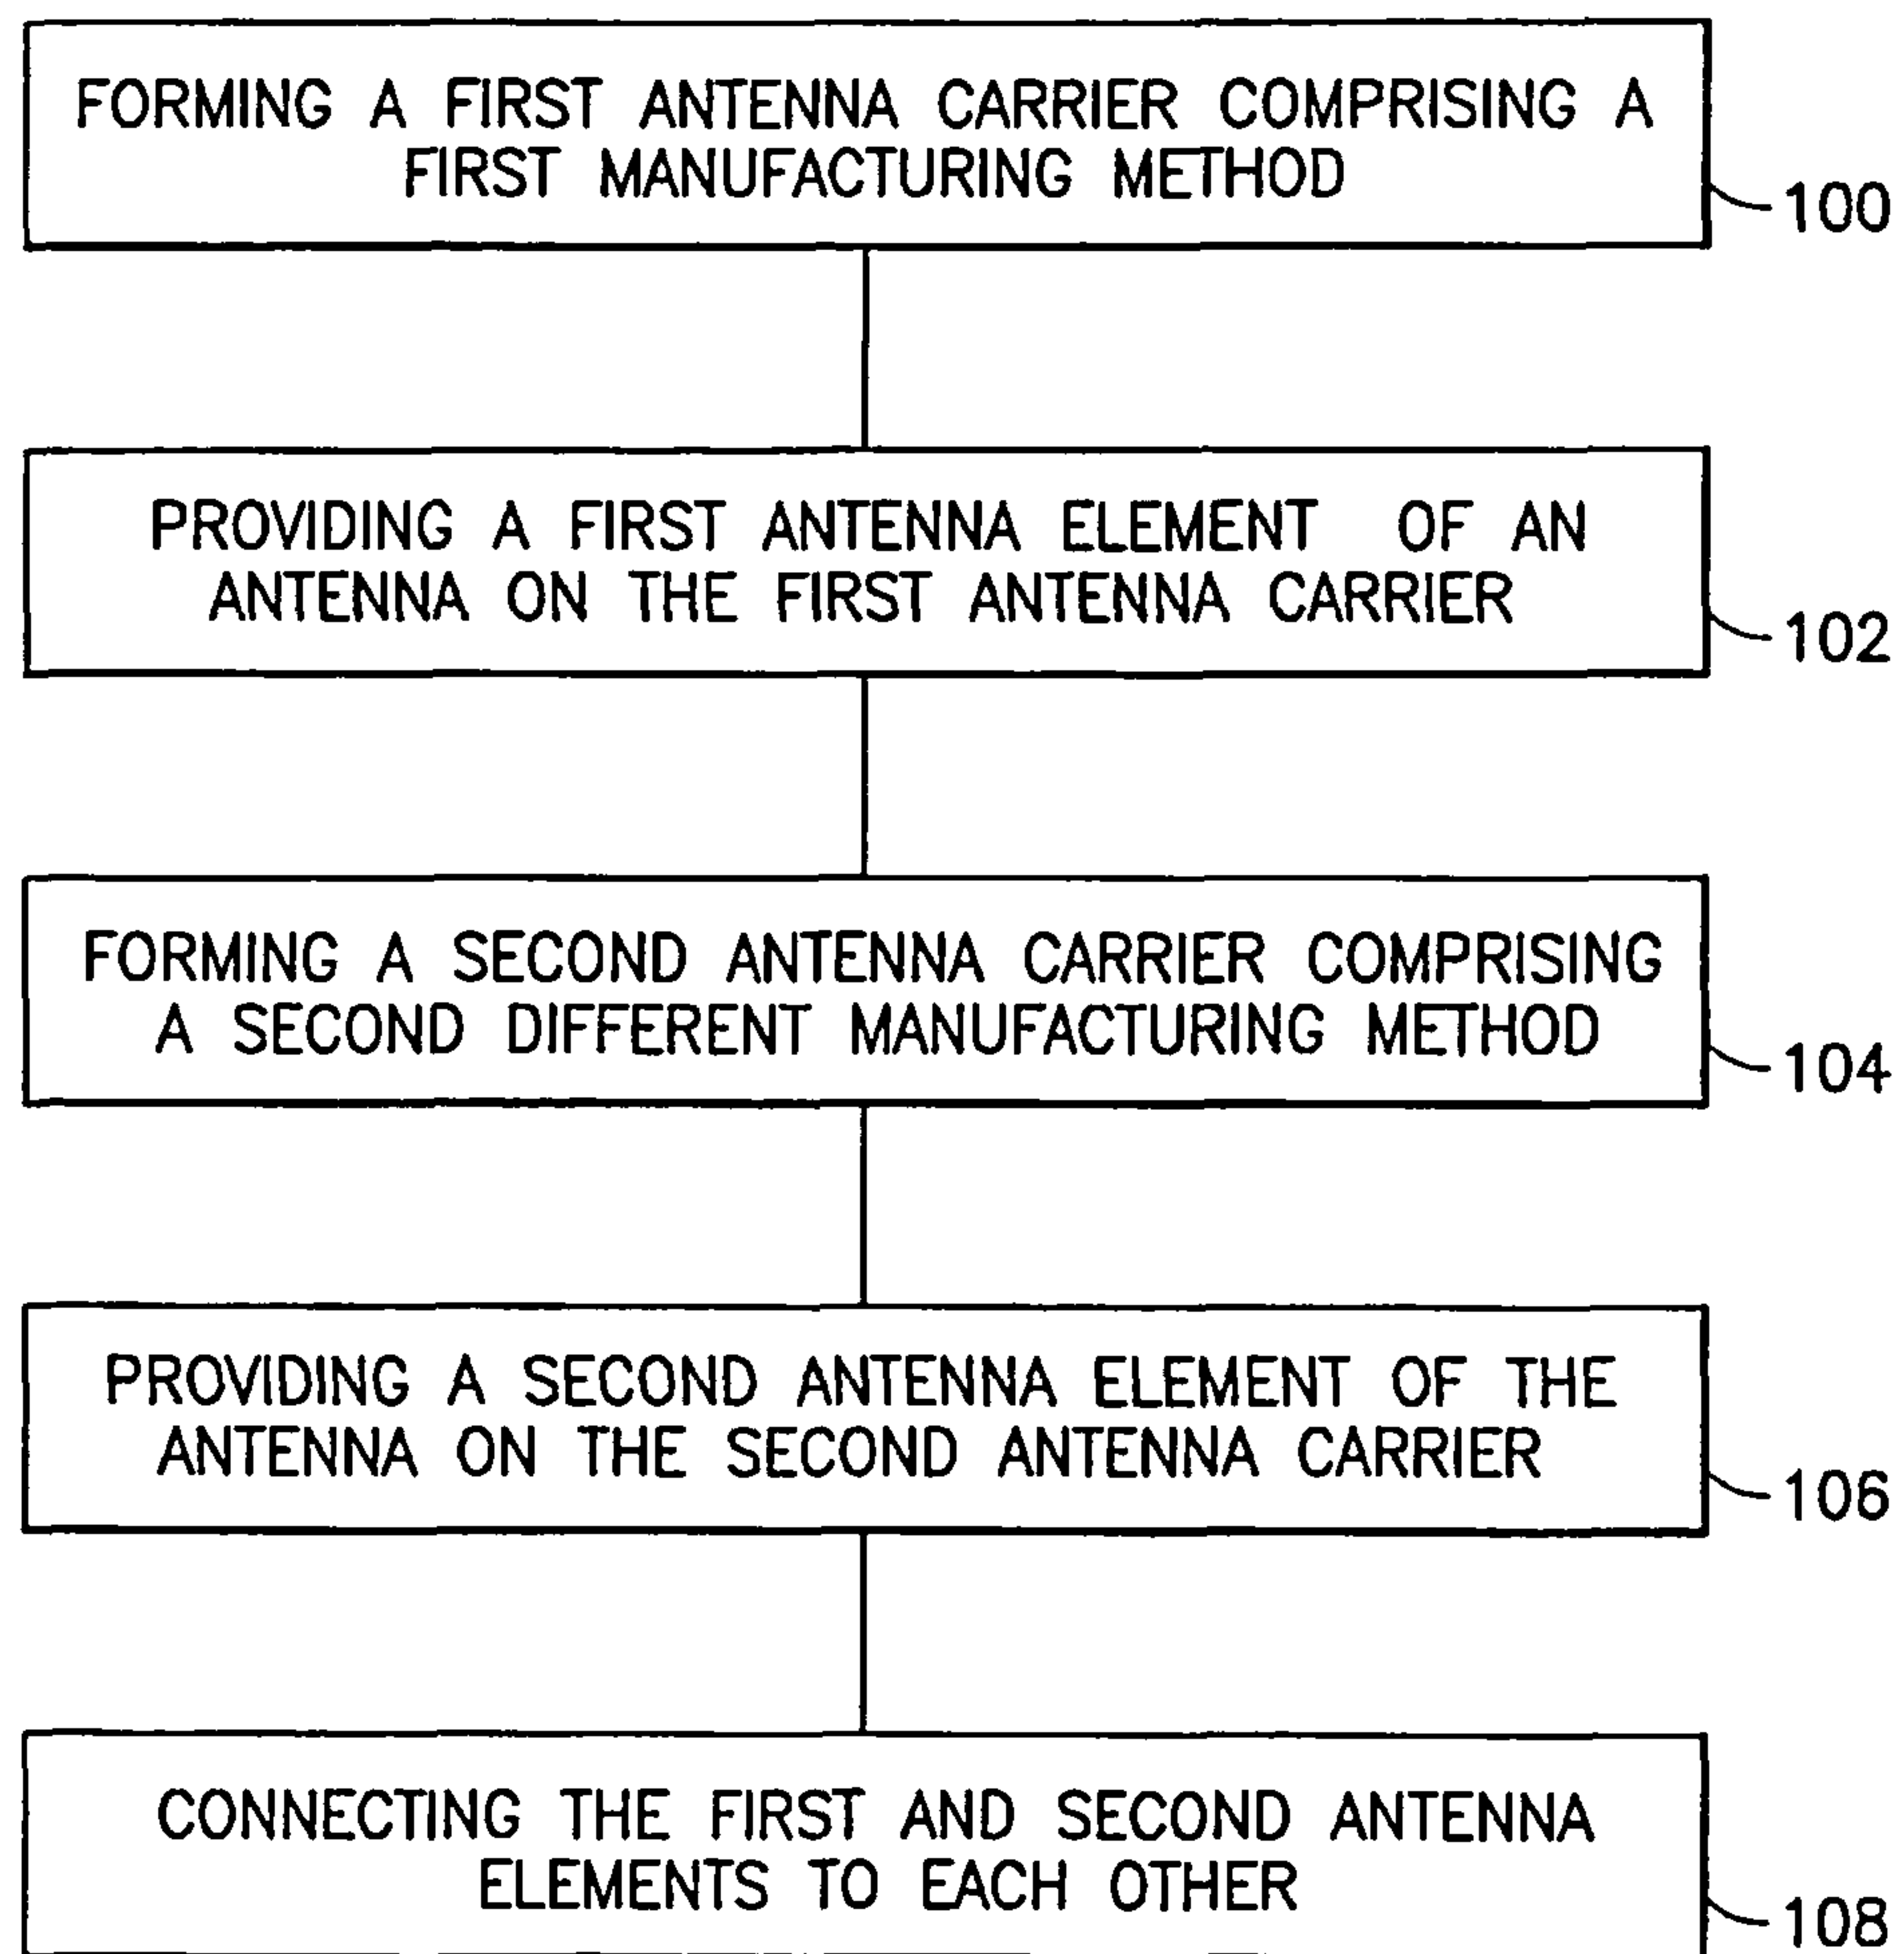 FORMING A FIRST ANTENNA CARRIER COMPRISING A
FIRST MANUFACTURING METHOD
100
PROVIDING A FIRST ANTENNA ELEMENT OF AN
ANTENNA ON THE FIRST ANTENNA CARRIER
102
FORMING A SECOND ANTENNA CARRIER COMPRISING
A SECOND DIFFERENT MANUFACTURING METHOD
104
PROVIDING A SECOND ANTENNA ELEMENT OF THE
ANTENNA ON THE SECOND ANTENNA CARRIER
106
CONNECTING THE FIRST AND SECOND ANTENNA
ELEMENTS TO EACH OTHER
108